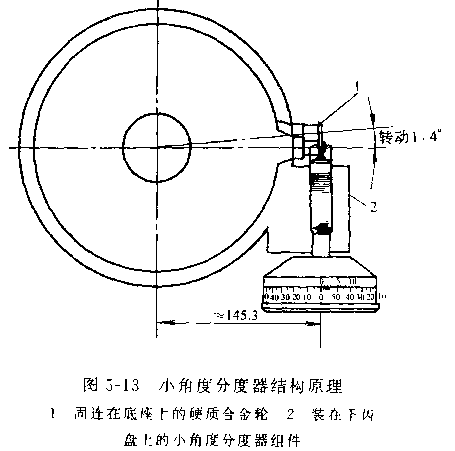 1
转动1.4°
2
5 10
40 30 20 10 0 50 40 30 20 10
≈145.3
图 5-13 小角度分度器结构原理
1 固连在底座上的硬质合金轮 2 装在下齿
盘上的小角度分度器组件